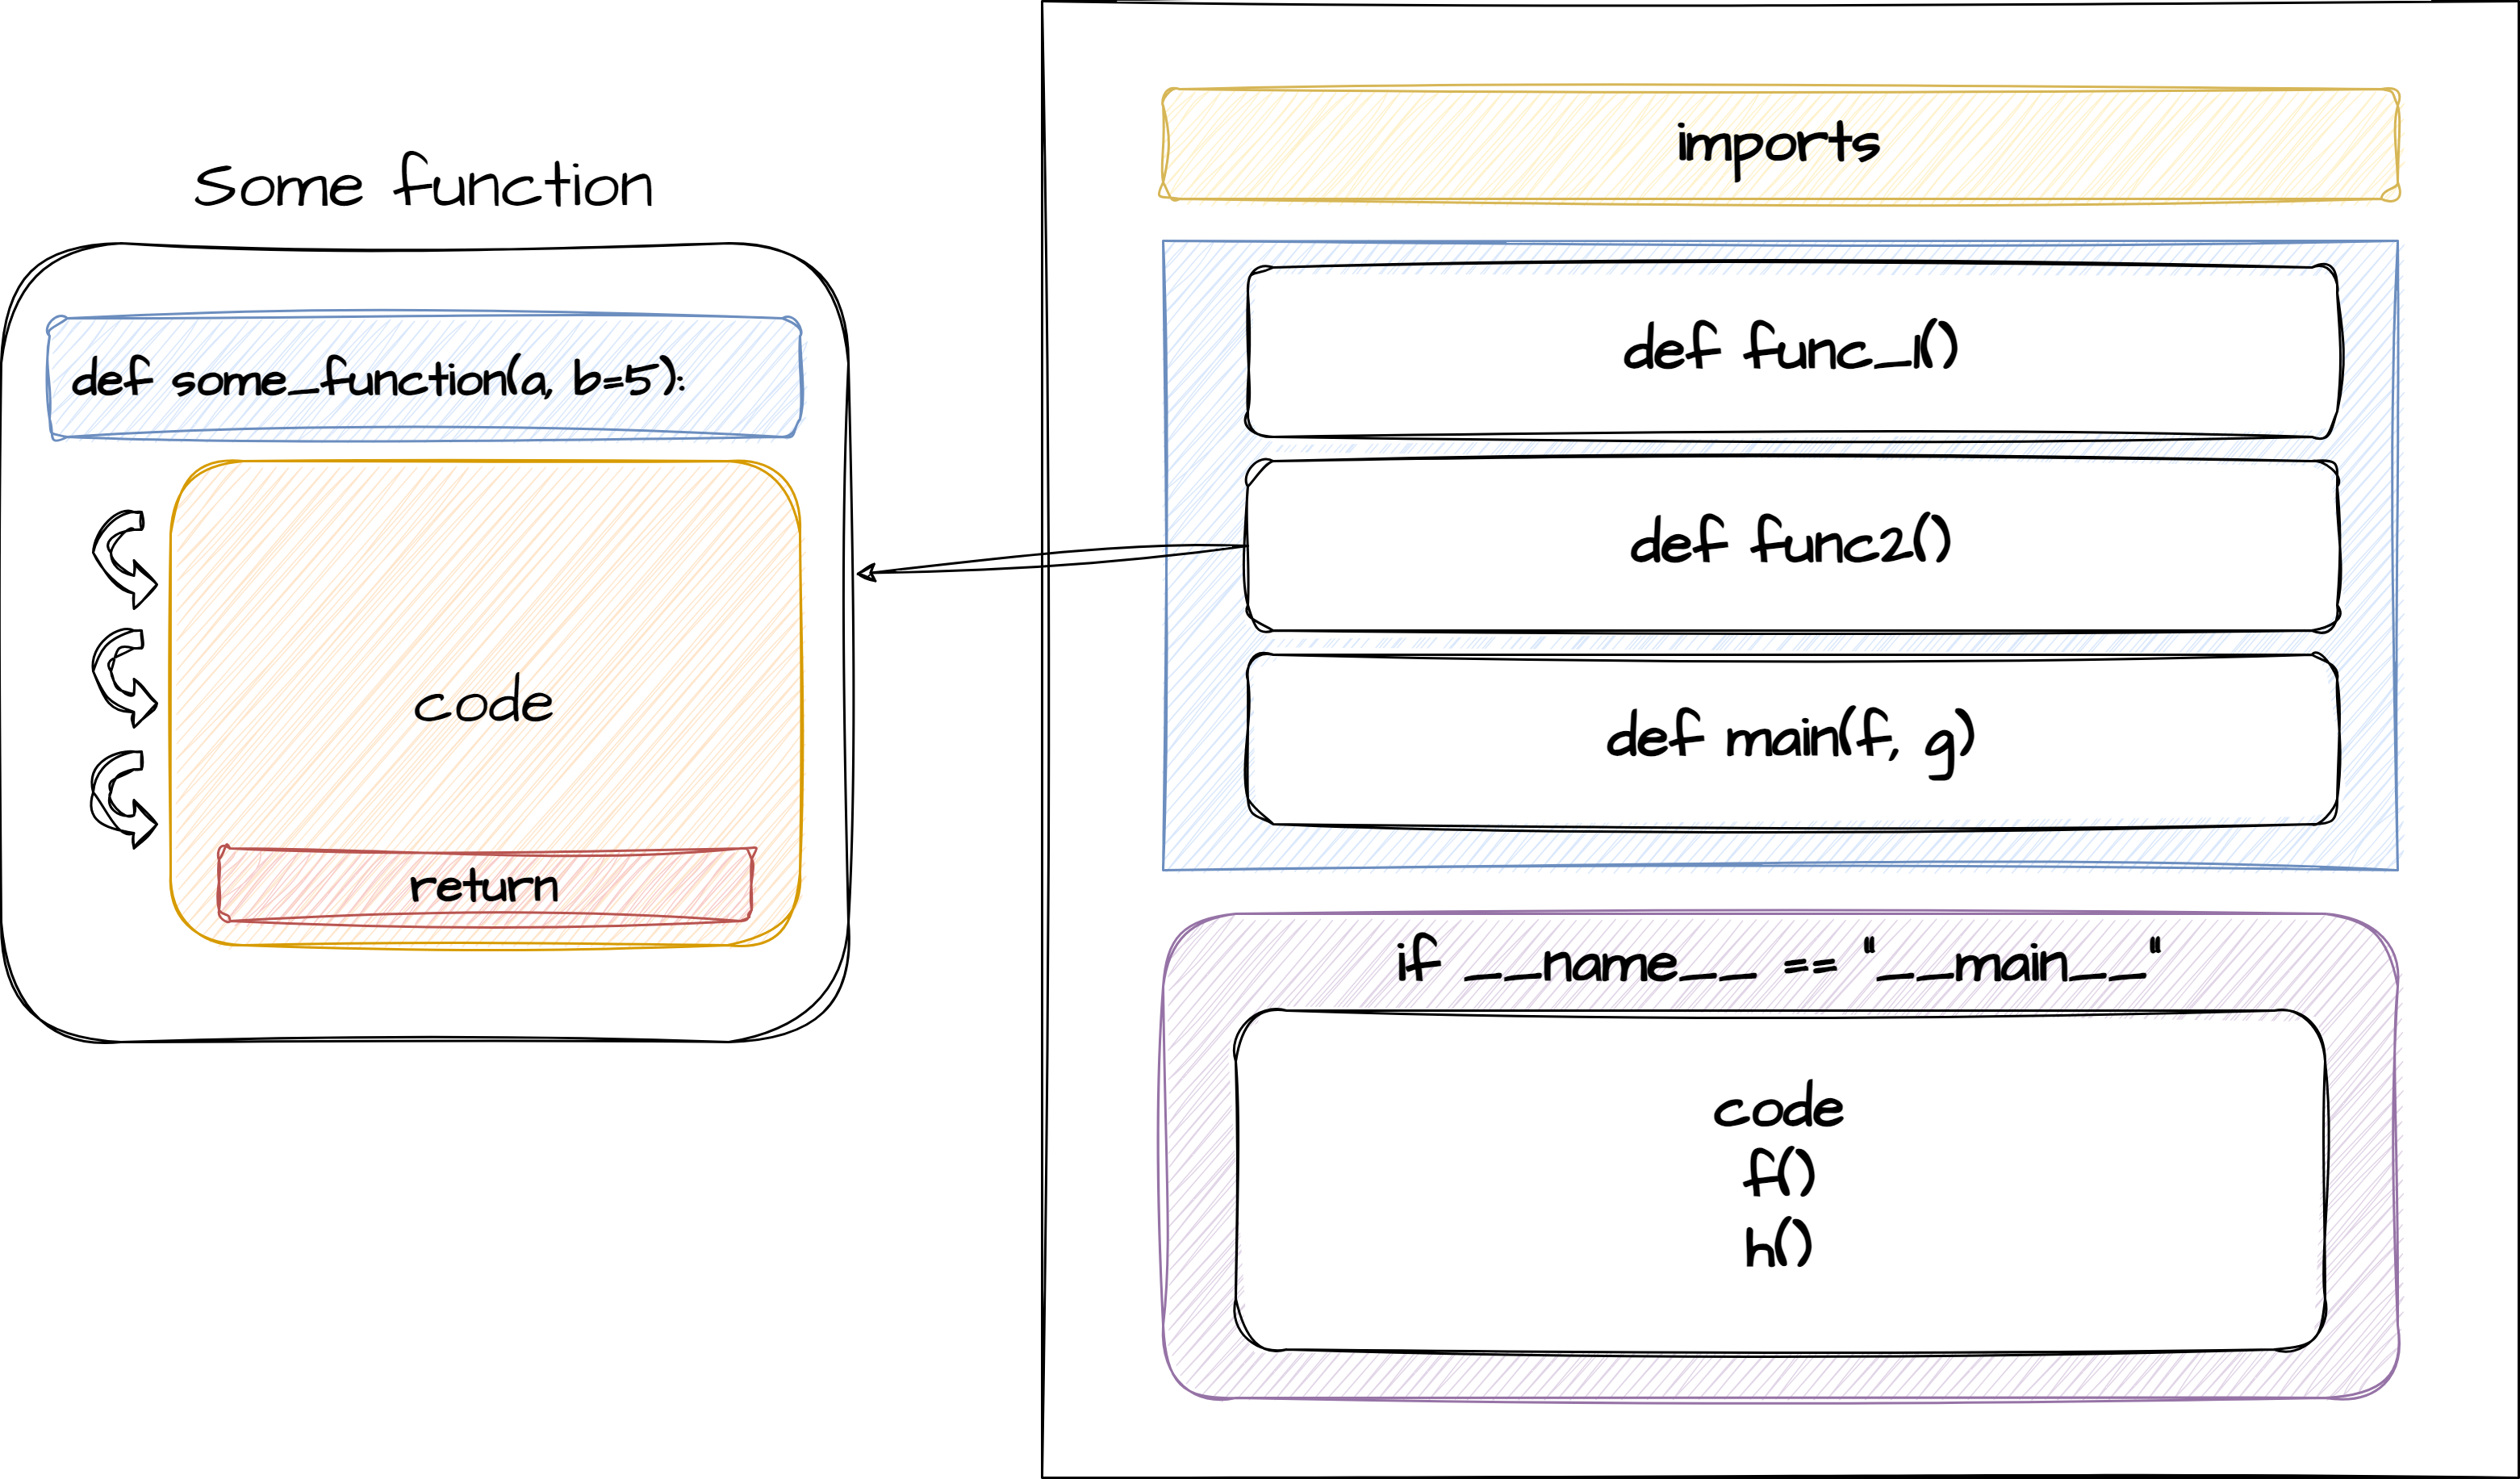 Some function
def some_function(a, b=5'):
code
return
imports
def func_1()
def func2()
def main(f, g)
if __name__ == "__main__"
code
f()
h()